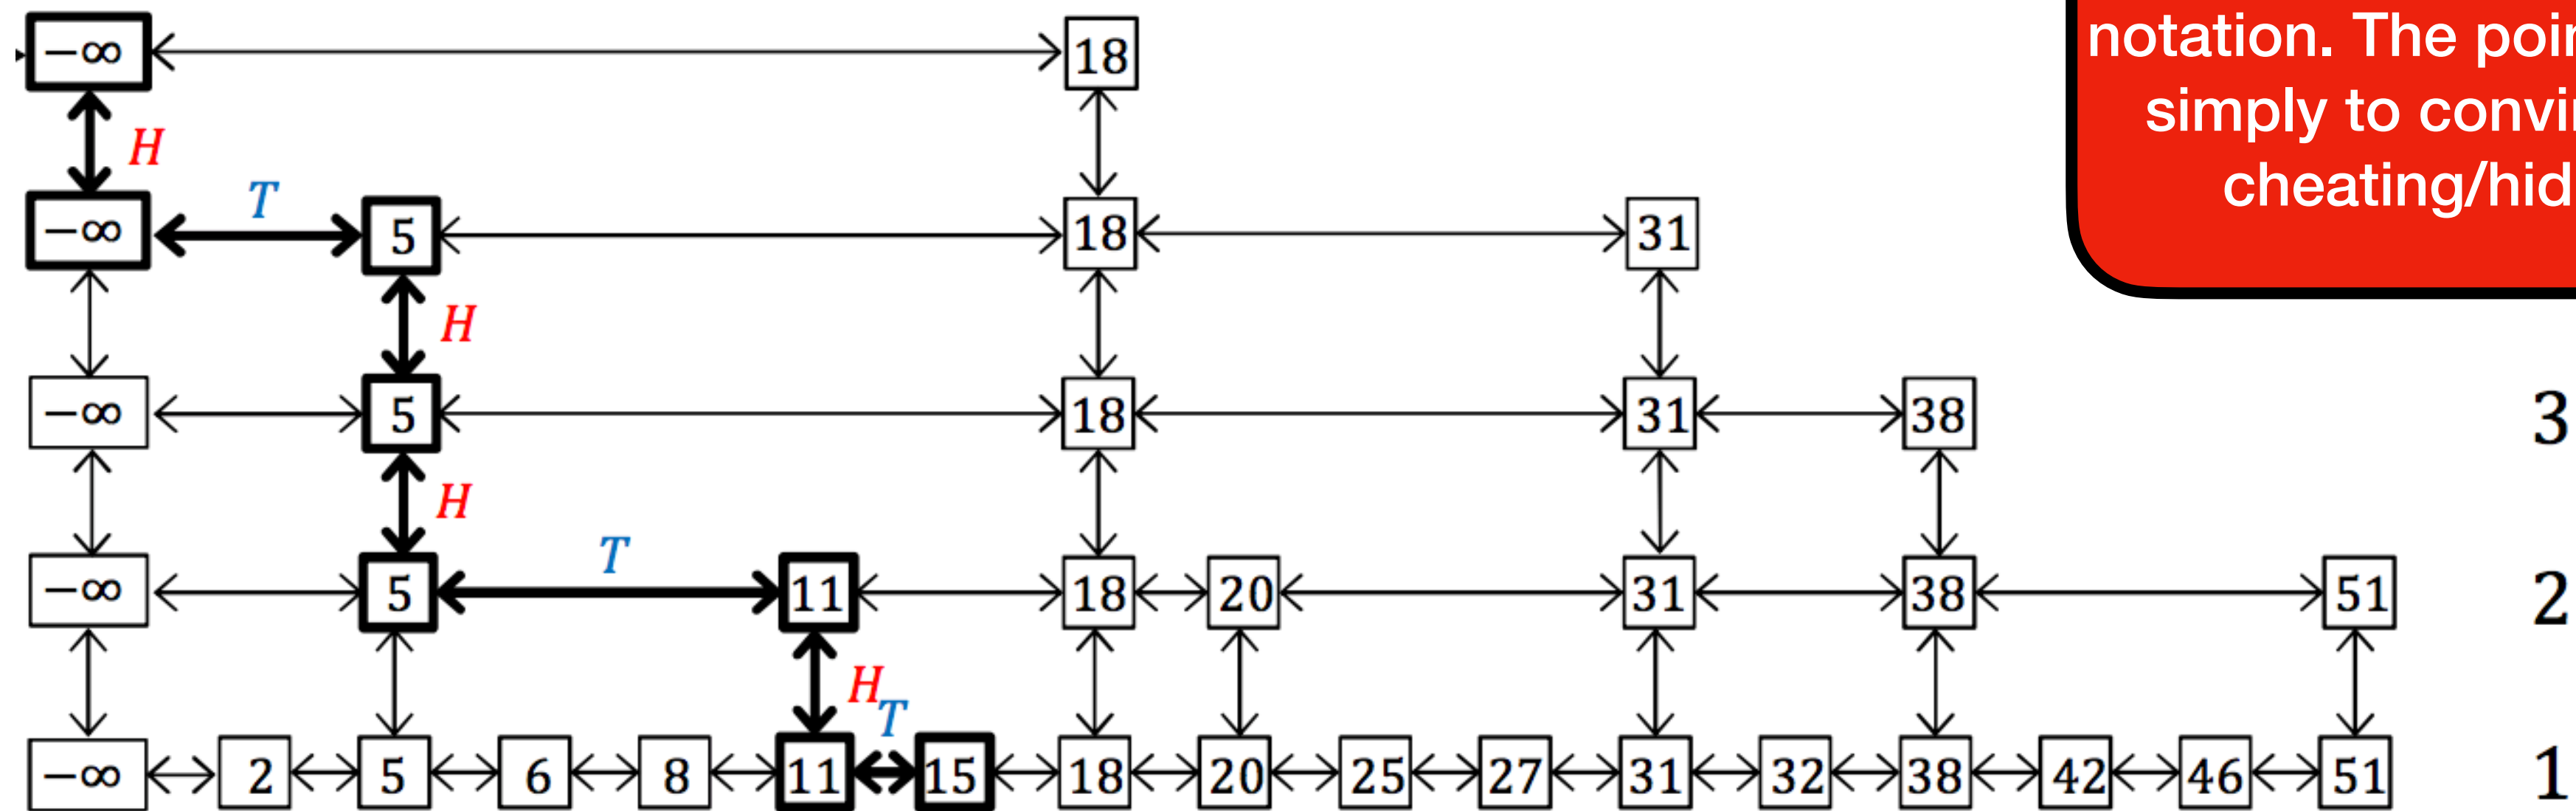 notation. The
simply to
cheating/hid
−∞ 18
H
T
−∞ 5 18 31
H
−∞ 5 18 31 38 3
H
T
−∞ 5 11 18 20 31 38 51 2
H
T
−∞ 2 5 6 8 11 15 18 20 25 27 31 32 38 42 46 51 1